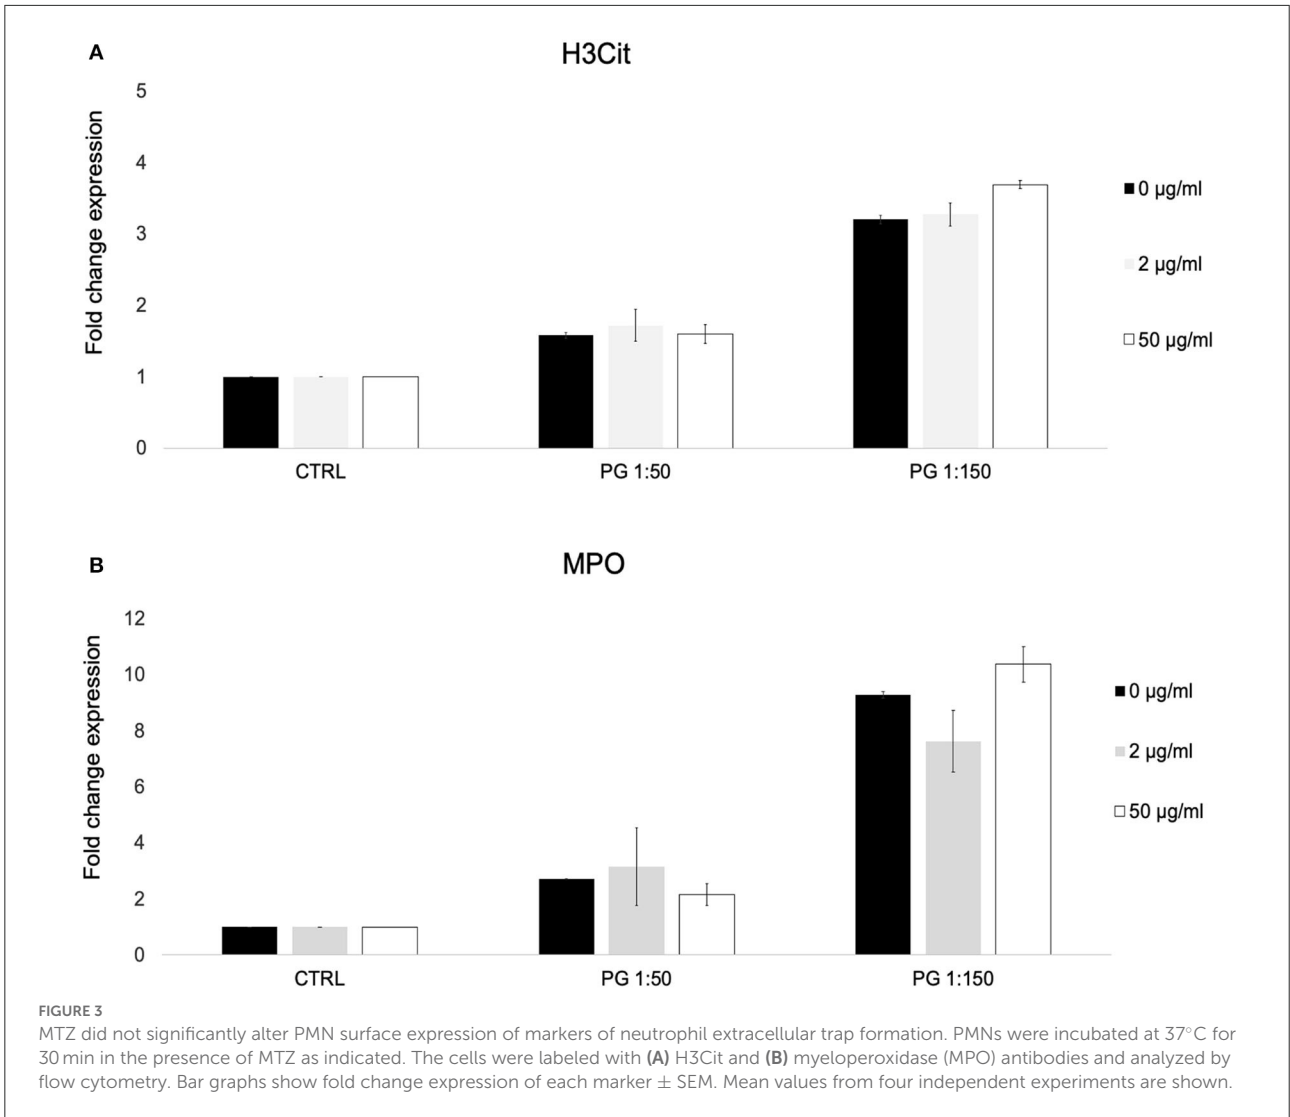 A
H3Cit
Fold change expression
5
4
3
2
1
0
CTRL
PG 1:50
PG 1:150
0 µg/ml
2 µg/ml
50 µg/ml
B
MPO
Fold change expression
12
10
8
6
4
2
0
CTRL
PG 1:50
PG 1:150
0 µg/ml
2 µg/ml
50 µg/ml
FIGURE 3
MTZ did not significantly alter PMN surface expression of markers of neutrophil extracellular trap formation. PMNs were incubated at 37°C for
30 min in the presence of MTZ as indicated. The cells were labeled with (A) H3Cit and (B) myeloperoxidase (MPO) antibodies and analyzed by
flow cytometry. Bar graphs show fold change expression of each marker ± SEM. Mean values from four independent experiments are shown.